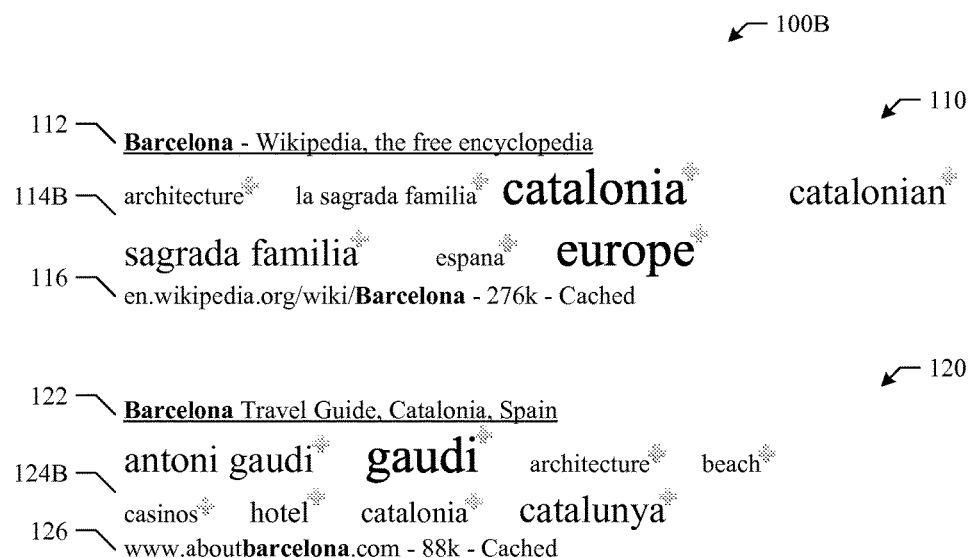 100B
110
112
Barcelona - Wikipedia, the free encyclopedia
114B
architecture la sagrada familia catalonia catalonian
sagrada familia espana europe
116
en.wikipedia.org/wiki/Barcelona - 276k - Cached
120
122
Barcelona Travel Guide, Catalonia, Spain
124B
antoni gaudi gaudi architecture beach
casinos hotel catalonia catalunya
126
www.aboutbarcelona.com - 88k - Cached